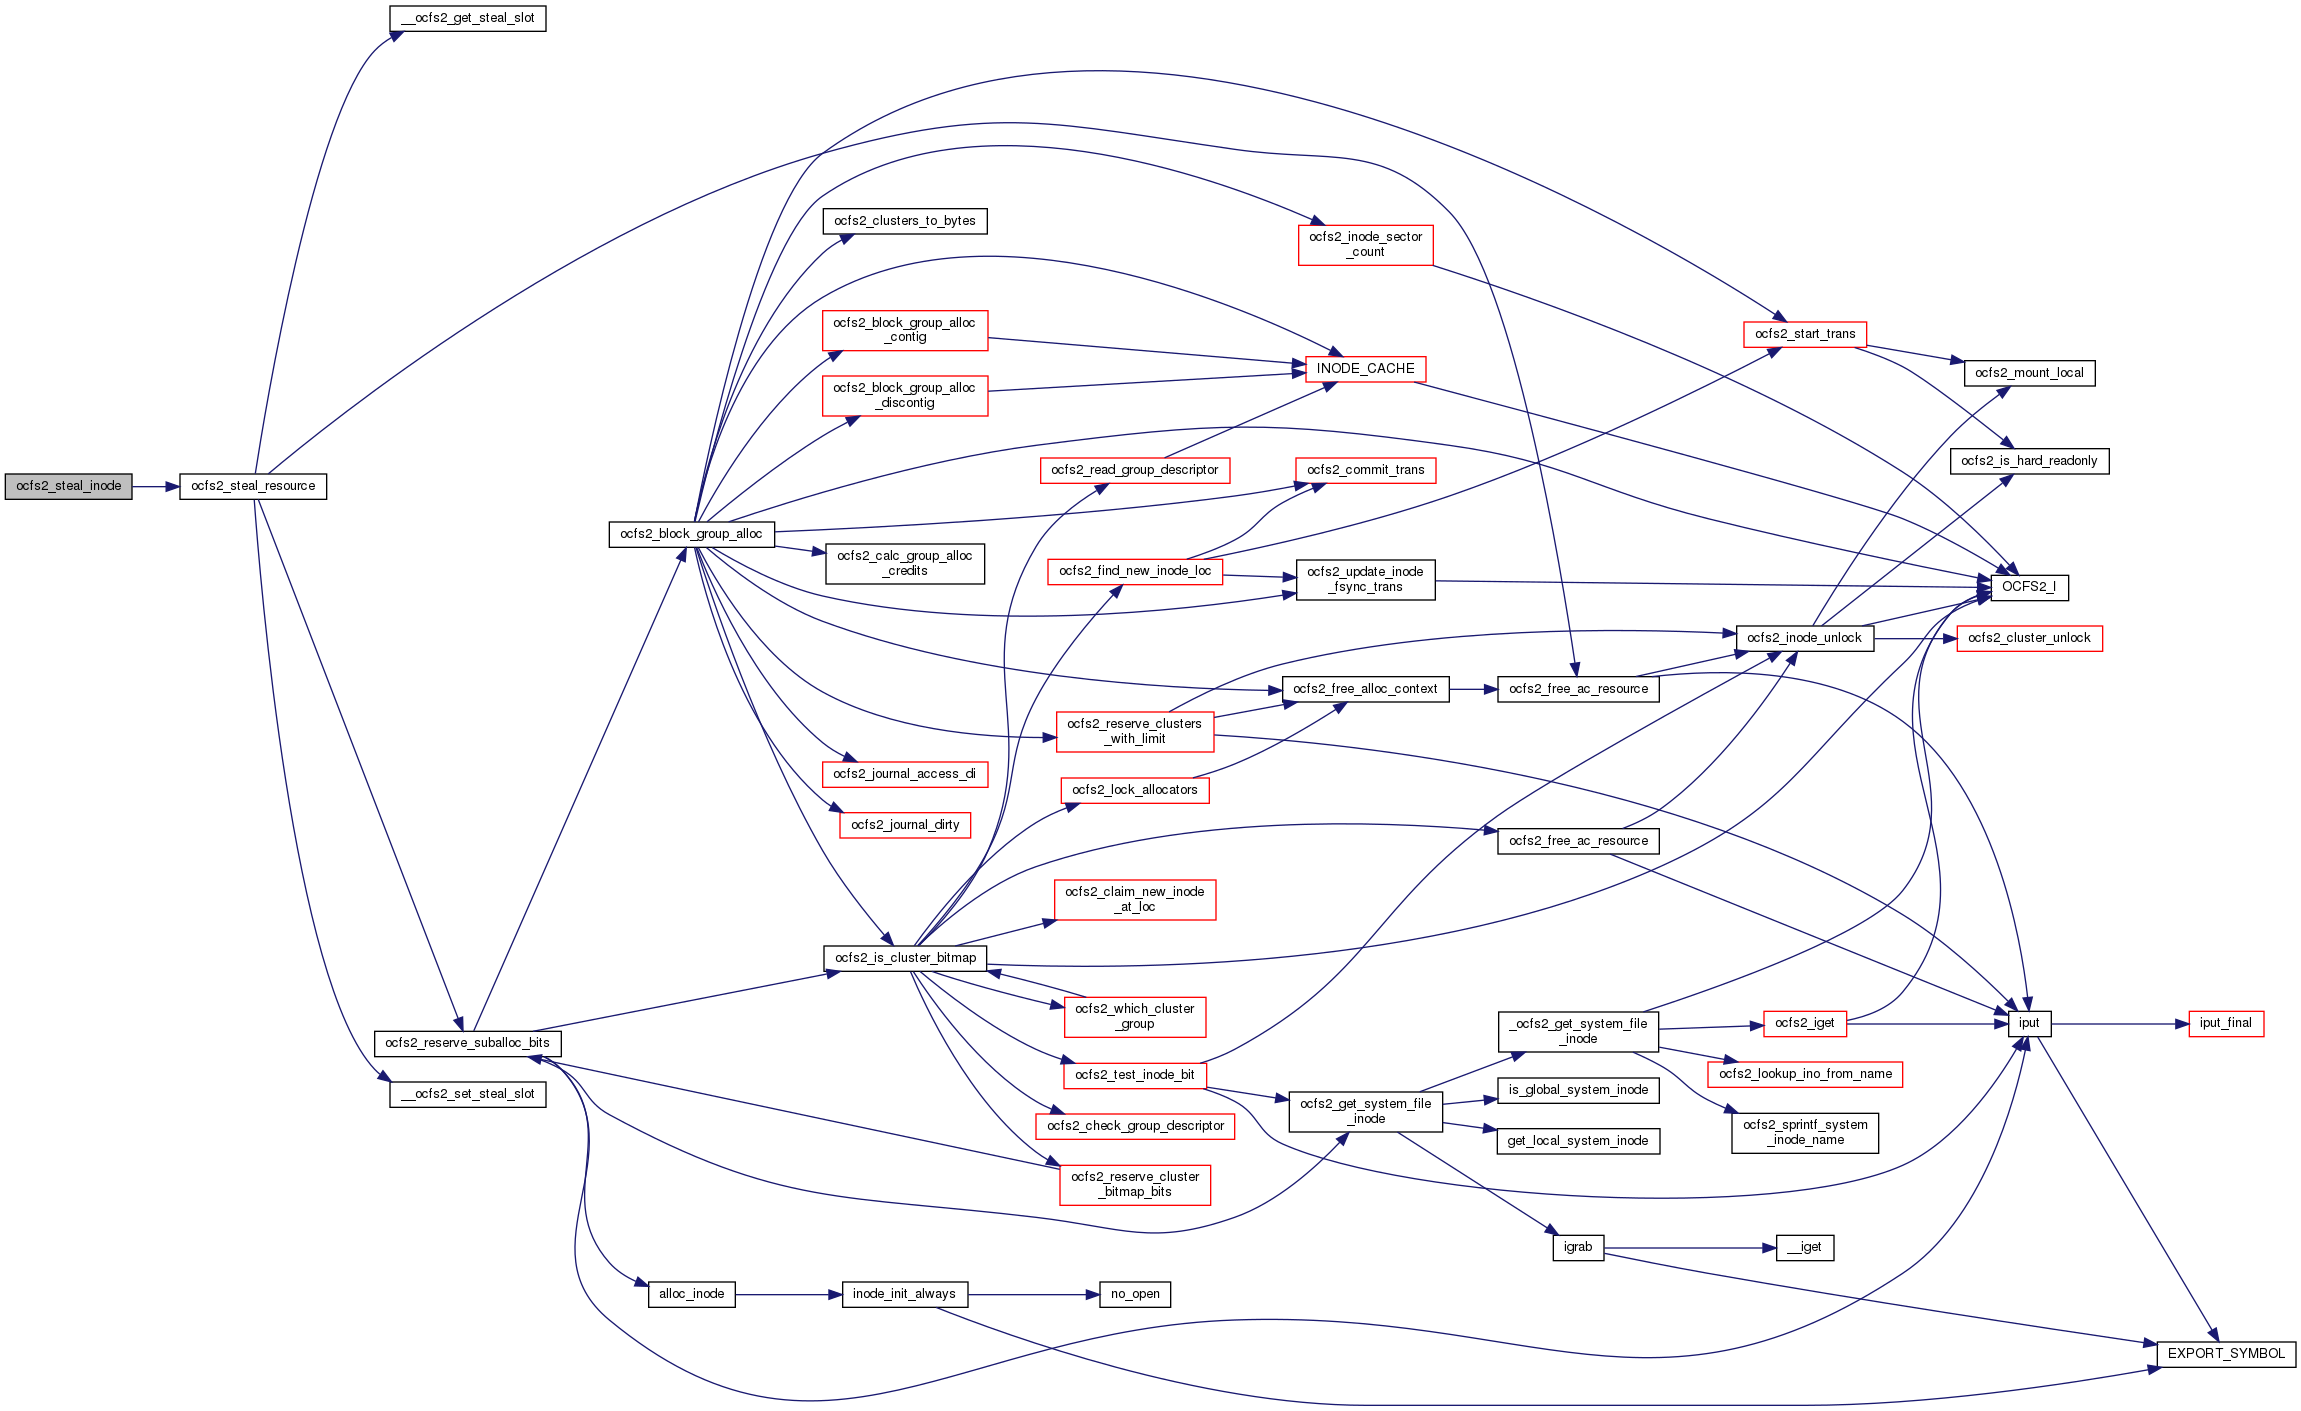 __ocfs2_get_steal_slot
ocfs2_steal_inode
ocfs2_steal_resource
ocfs2_reserve_suballoc_bits
__ocfs2_set_steal_slot
ocfs2_block_group_alloc
alloc_inode
ocfs2_clusters_to_bytes
ocfs2_block_group_alloc
_contig
ocfs2_block_group_alloc
_discontig
ocfs2_calc_group_alloc
_credits
ocfs2_journal_access_di
ocfs2_journal_dirty
ocfs2_is_cluster_bitmap
inode_init_always
ocfs2_read_group_descriptor
ocfs2_find_new_inode_loc
ocfs2_reserve_clusters
_with_limit
ocfs2_lock_allocators
ocfs2_claim_new_inode
_at_loc
ocfs2_which_cluster
_group
ocfs2_test_inode_bit
ocfs2_check_group_descriptor
ocfs2_reserve_cluster
_bitmap_bits
no_open
ocfs2_inode_sector
_count
INODE_CACHE
ocfs2_commit_trans
ocfs2_update_inode
_fsync_trans
ocfs2_free_alloc_context
ocfs2_get_system_file
_inode
ocfs2_free_ac_resource
ocfs2_free_ac_resource
_ocfs2_get_system_file
_inode
is_global_system_inode
get_local_system_inode
igrab
ocfs2_start_trans
ocfs2_inode_unlock
ocfs2_iget
ocfs2_lookup_ino_from_name
ocfs2_sprintf_system
_inode_name
__iget
ocfs2_mount_local
ocfs2_is_hard_readonly
OCFS2_I
ocfs2_cluster_unlock
iput
iput_final
EXPORT_SYMBOL